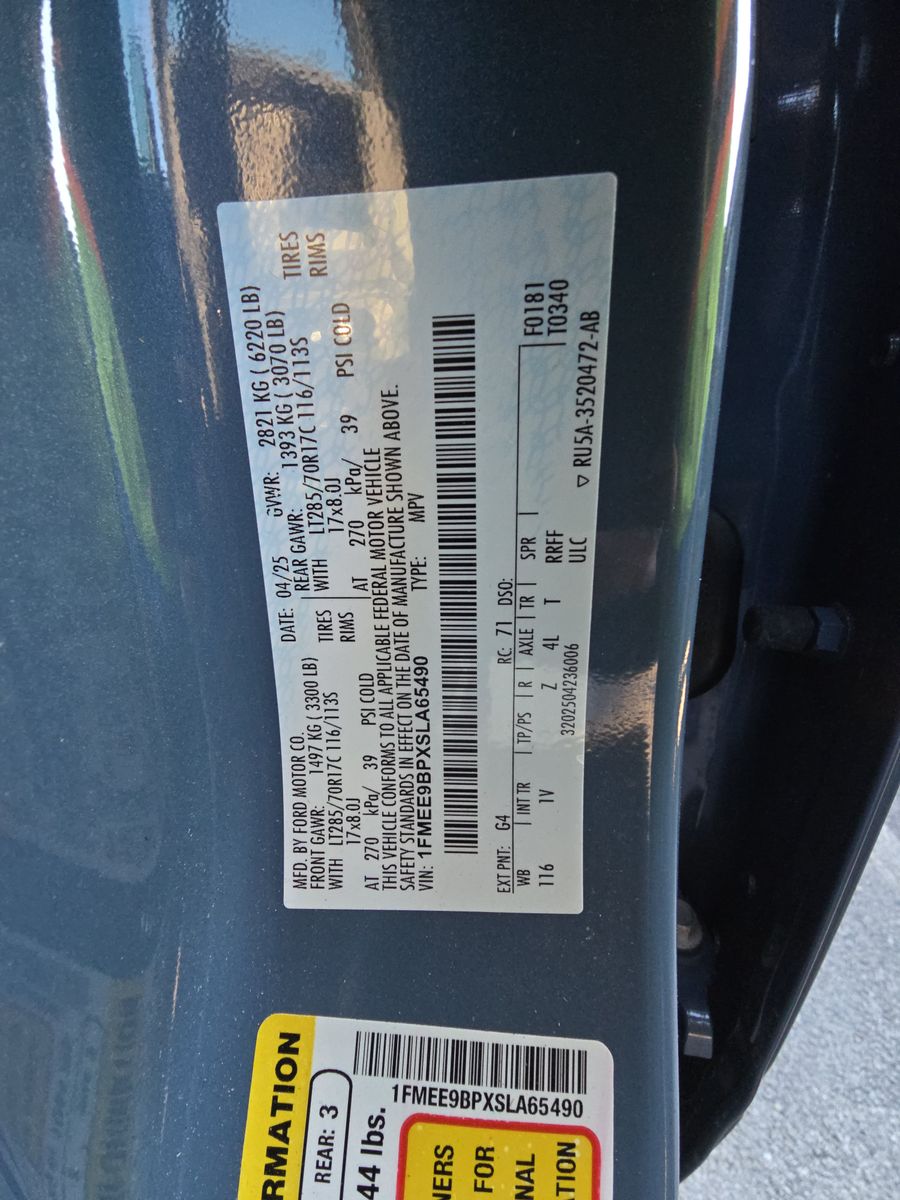 MFD. BY FORD MOTOR CO.
DATE: 04/25
GVWR: 2821 KG ( 6220 LB)
FRONT GAWR: 1497 KG ( 3300 LB)
REAR GAWR: 1393 KG ( 3070 LB)
WITH LT285/70R17C 116/113S TIRES
WITH LT285/70R17C 116/113S TIRES
17x8.0J RIMS
17x8.0J RIMS
AT 270 kPa/ 39 PSI COLD
AT 270 kPa/ 39 PSI COLD
THIS VEHICLE CONFORMS TO ALL APPLICABLE FEDERAL MOTOR VEHICLE
SAFETY STANDARDS IN EFFECT ON THE DATE OF MANUFACTURE SHOWN ABOVE.
VIN: 1FMEE9BPXSLA65490
TYPE: MPV
EXT PNT: G4 RC: 71 DSO:
F0181
WB INT TR TP/PS R AXLE TR SPR
T0340
116 1V Z 4L T RRFF
3202504236006 ULC ▽ RU5A-3520472-AB
RMATION
REAR: 3
44 lbs.
1FMEE9BPXSLA65490
NERS
FOR
NAL
ATION